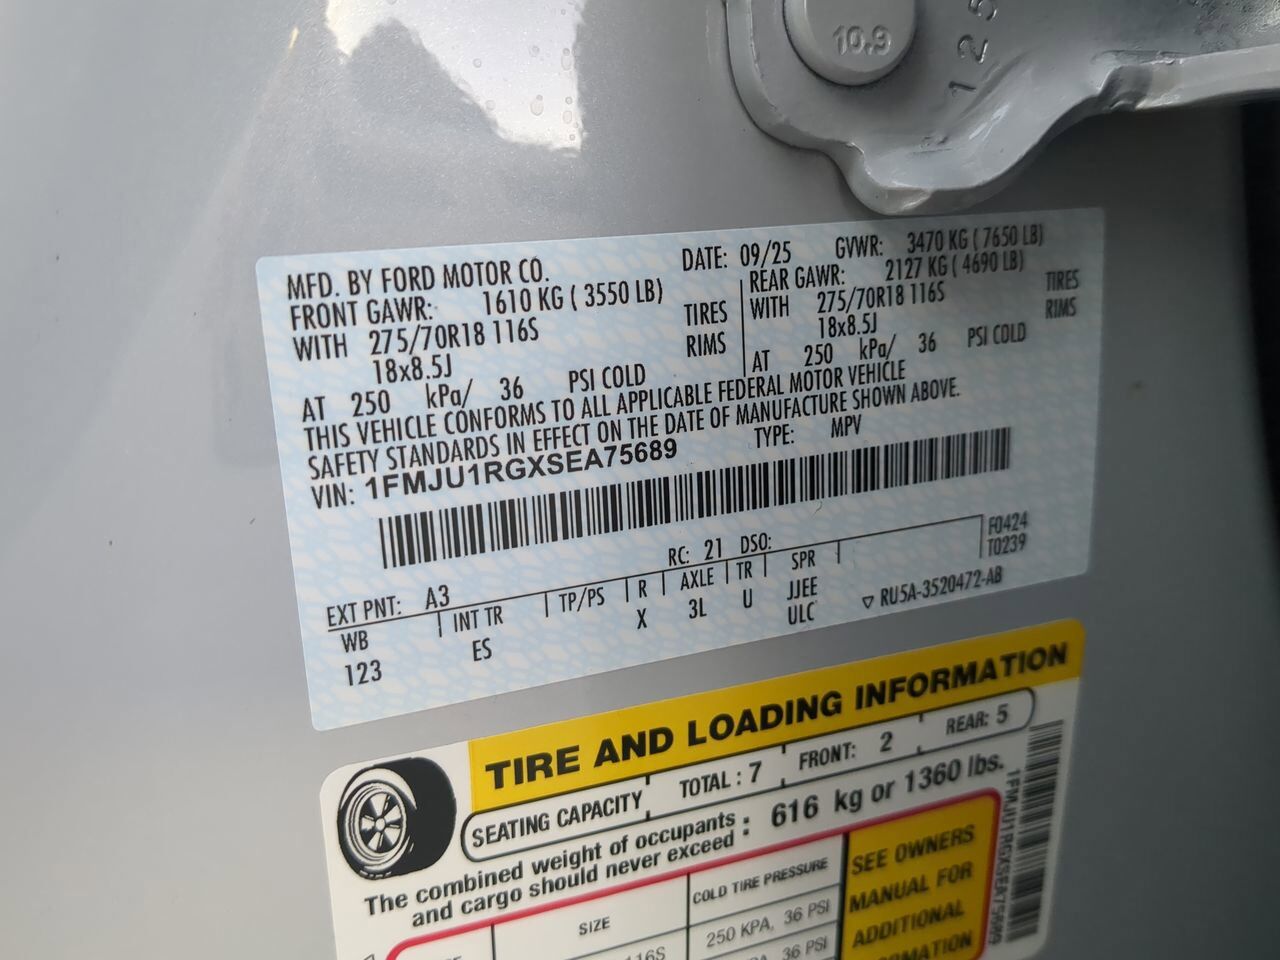 10.9
125
MFD. BY FORD MOTOR CO.
DATE: 09/25 GVWR: 3470 KG ( 7650 LB)
FRONT GAWR: 1610 KG ( 3550 LB) REAR GAWR: 2127 KG ( 4690 LB)
WITH 275/70R18 116S TIRES WITH 275/70R18 116S TIRES
18x8.5J RIMS 18x8.5J RIMS
AT 250 kPa/ 36 PSI COLD AT 250 kPa/ 36 PSI COLD
THIS VEHICLE CONFORMS TO ALL APPLICABLE FEDERAL MOTOR VEHICLE
SAFETY STANDARDS IN EFFECT ON THE DATE OF MANUFACTURE SHOWN ABOVE.
VIN: 1FMJU1RGXSEA75689 TYPE: MPV
F0424
T0239
EXT PNT: A3 RC: 21 DSO:
WB INT TR TP/PS R AXLE TR SPR
123 ES X 3L U JJEE
ULC
RU5A-3520472-AB
TIRE AND LOADING INFORMATION
SEATING CAPACITY TOTAL : 7 FRONT: 2 REAR: 5
The combined weight of occupants : 616 kg or 1360 lbs.
and cargo should never exceed :
SIZE COLD TIRE PRESSURE
250 KPA, 36 PSI
116S 36 PSI
SEE OWNERS
MANUAL FOR
ADDITIONAL
1FMJU1RGXSEA75689